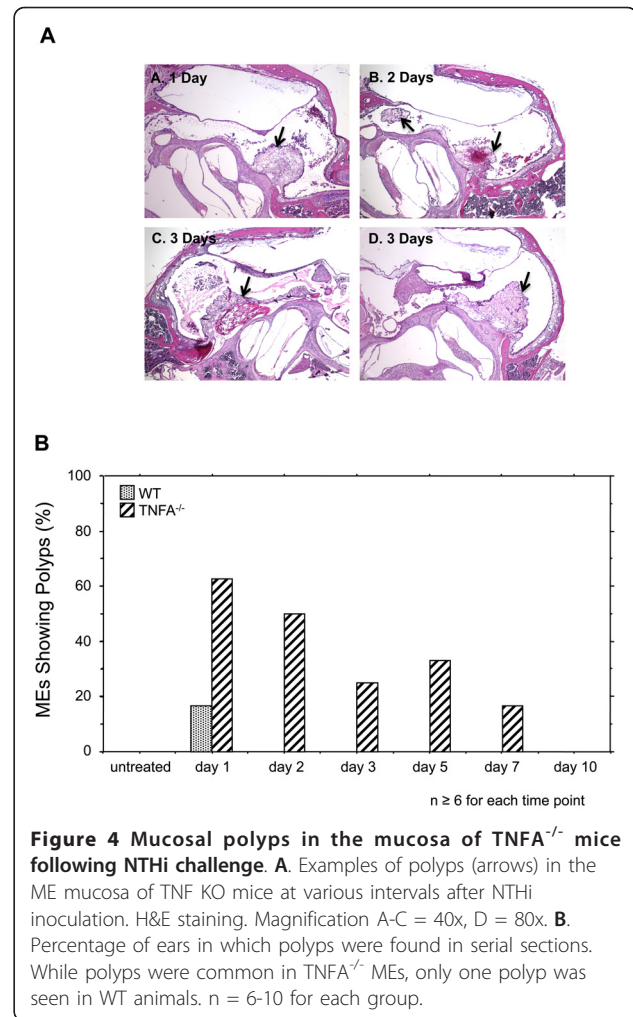 A
A. 1 Day
B. 2 Days
C. 3 Days
D. 3 Days
B
MEs Showing Polyps (%)
100
80
60
40
20
0
WT
TNFA-/-
untreated day 1 day 2 day 3 day 5 day 7 day 10
n ≥ 6 for each time point
Figure 4 Mucosal polyps in the mucosa of TNFA-/- mice
following NTHi challenge. A. Examples of polyps (arrows) in the
ME mucosa of TNF KO mice at various intervals after NTHi
inoculation. H&E staining. Magnification A-C = 40x, D = 80x. B.
Percentage of ears in which polyps were found in serial sections.
While polyps were common in TNFA-/- MEs, only one polyp was
seen in WT animals. n = 6-10 for each group.